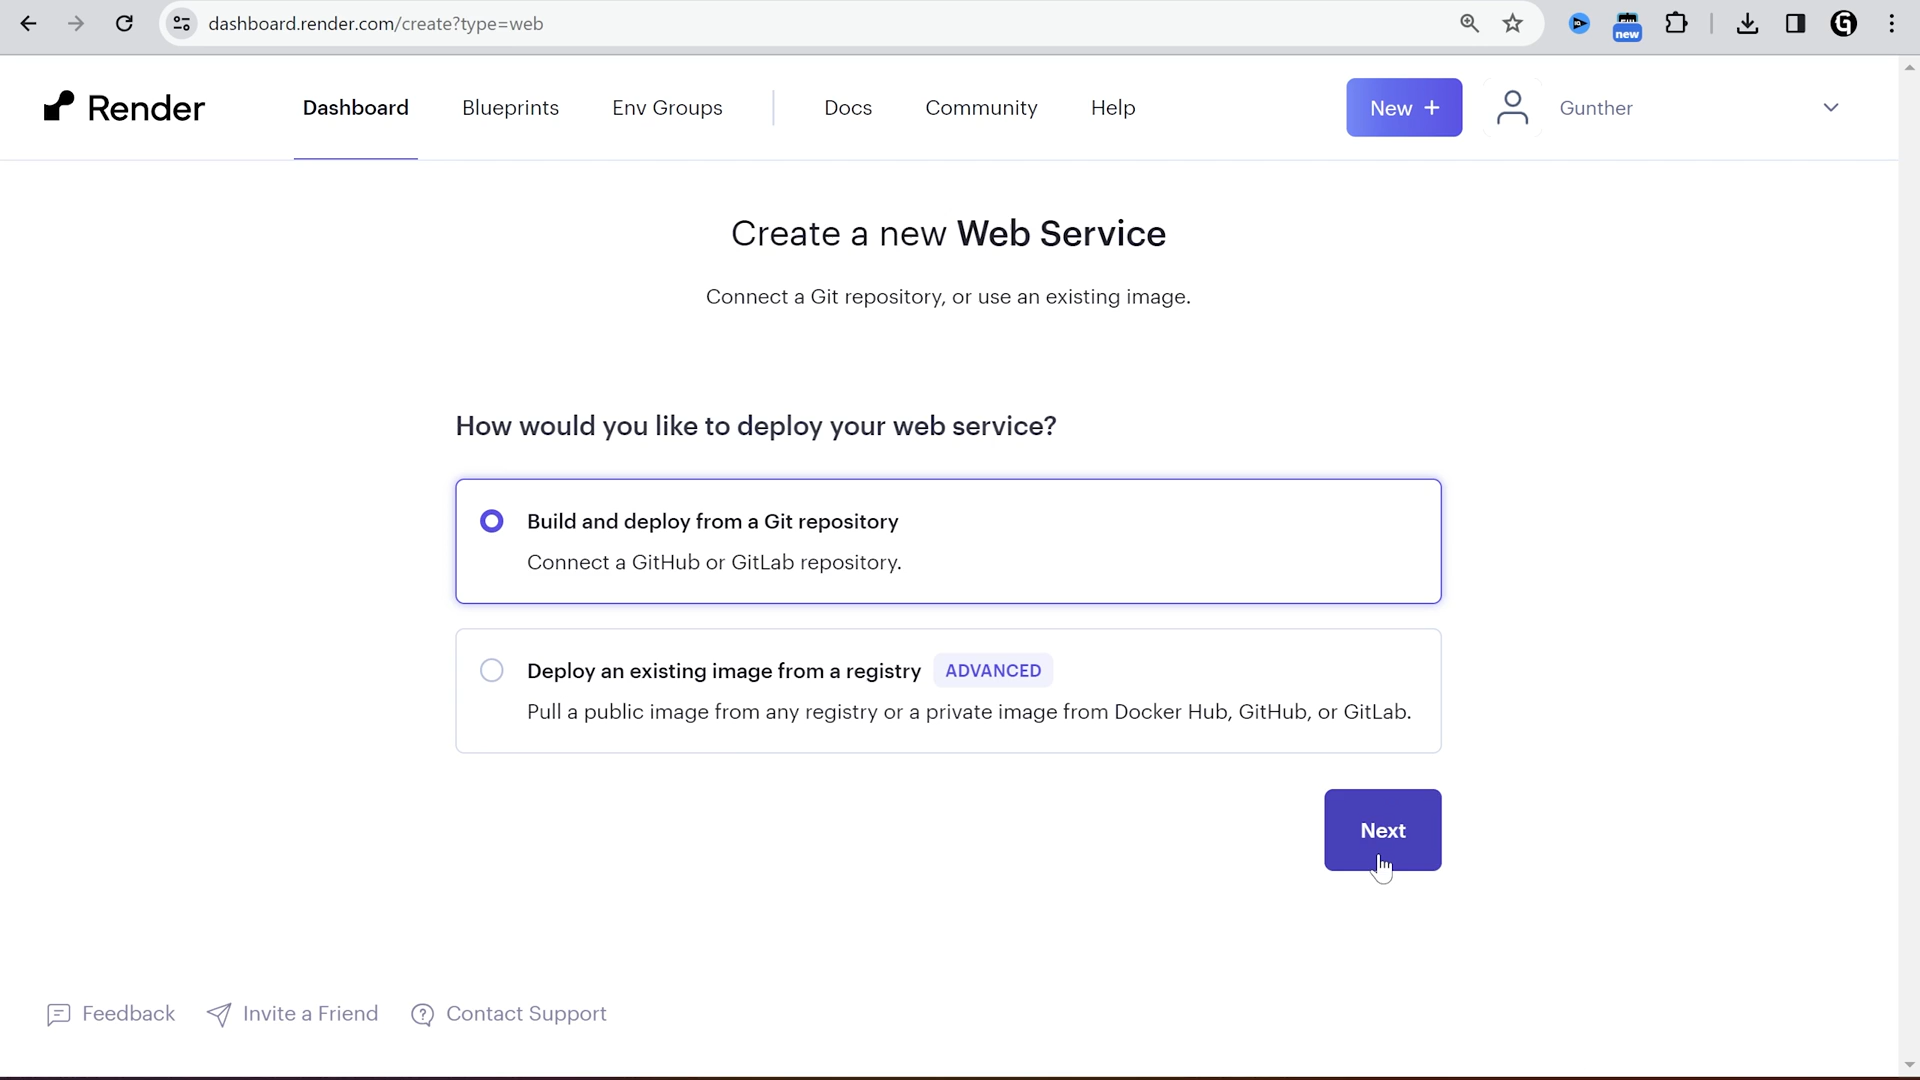 dashboard.render.com/create?type=web
new
Render
Dashboard
Blueprints
Env Groups
Docs
Community
Help
New +
Gunther
Create a new Web Service
Connect a Git repository, or use an existing image.
How would you like to deploy your web service?
Build and deploy from a Git repository
Connect a GitHub or GitLab repository.
Deploy an existing image from a registry ADVANCED
Pull a public image from any registry or a private image from Docker Hub, GitHub, or GitLab.
Next
Feedback
Invite a Friend
Contact Support